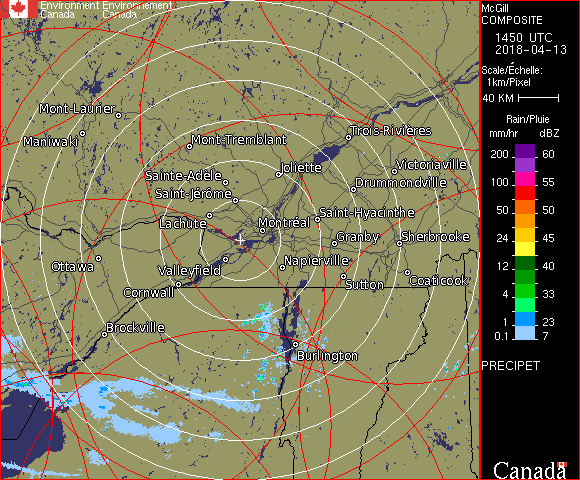 Environment Environnement
Canada Canada
McGill
COMPOSITE
1450 UTC
2018-04-13
Scale/Échelle:
1km/Pixel
40 KM
Rain/Pluie
mm/hr dBZ
200 60
100 55
50 50
24 45
12 40
4 33
1 23
0.1 7
PRECIPET
Canada
Mont-Laurier
Maniwaki
Mont-Tremblant
Trois-Rivières
Victoriaville
Joliette
Sainte-Adèle
Drummondville
Saint-Jérôme
Lachute
Montréal
Saint-Hyacinthe
Granby
Sherbrooke
Ottawa
Valleyfield
Napierville
Cornwall
Sutton
Coaticook
Brockville
Burlington